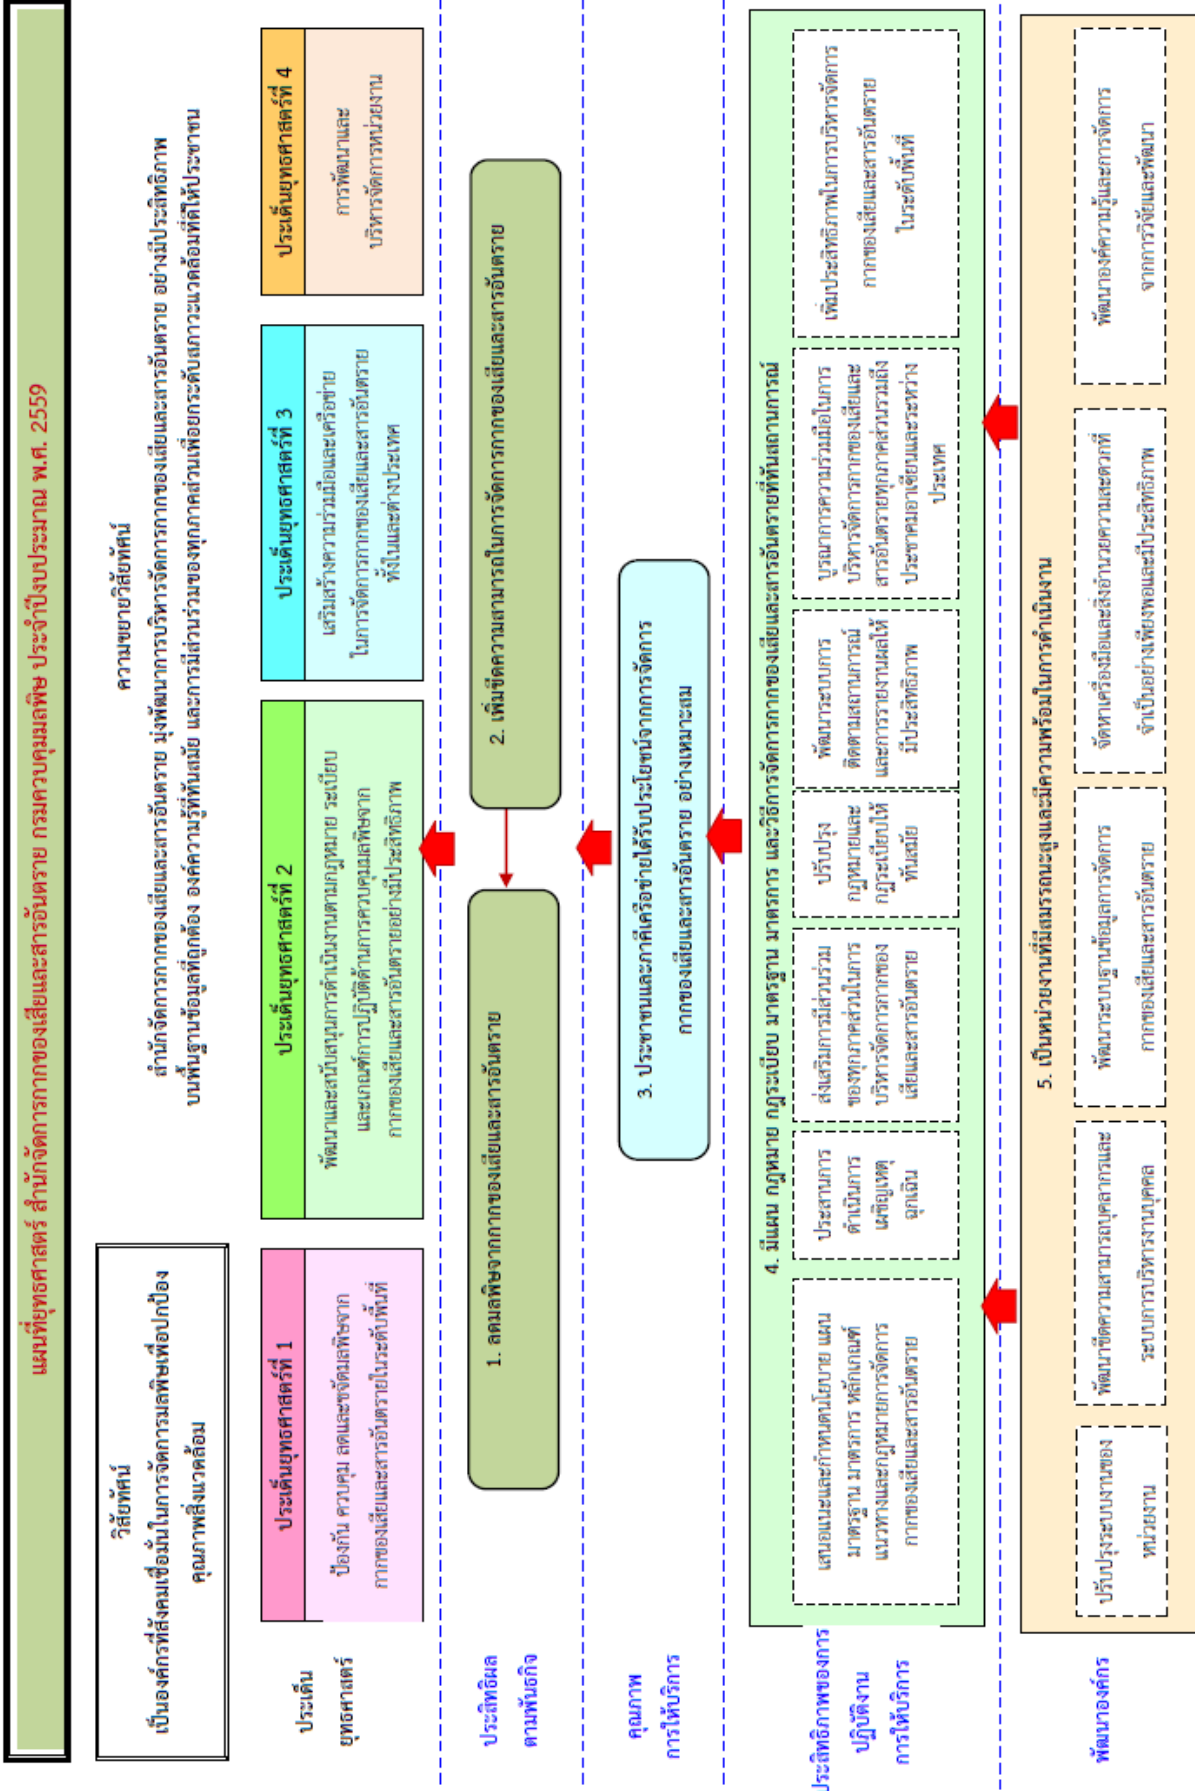 แผนที่ยุทธศาสตร์ สำนักจัดการกากของเสียและสารอันตราย กรมควบคุมมลพิษ ประจำปีงบประมาณ พ.ศ. 2559
วิสัยทัศน์
เป็นองค์กรที่สังคมเชื่อมั่นในการจัดการมลพิษเพื่อปกป้อง
คุณภาพสิ่งแวดล้อม
ความขยายวิสัยทัศน์
สำนักจัดการกากของเสียและสารอันตราย มุ่งพัฒนาการบริหารจัดการกากของเสียและสารอันตราย อย่างมีประสิทธิภาพ
บนพื้นฐานข้อมูลที่ถูกต้อง องค์ความรู้ที่ทันสมัย และการมีส่วนร่วมของทุกภาคส่วนเพื่อยกระดับสภาวะแวดล้อมที่ดีให้ประชาชน
ประเด็น
ยุทธศาสตร์
ประเด็นยุทธศาสตร์ที่ 1
ป้องกัน ควบคุม ลดและขจัดมลพิษจาก
กากของเสียและสารอันตรายในระดับพื้นที่
ประเด็นยุทธศาสตร์ที่ 2
พัฒนาและสนับสนุนการดำเนินงานตามกฎหมาย ระเบียบ
และเกณฑ์การปฏิบัติด้านการควบคุมมลพิษจาก
กากของเสียและสารอันตรายอย่างมีประสิทธิภาพ
ประเด็นยุทธศาสตร์ที่ 3
เสริมสร้างความร่วมมือและเครือข่าย
ในการจัดการกากของเสียและสารอันตราย
ทั้งในและต่างประเทศ
ประเด็นยุทธศาสตร์ที่ 4
การพัฒนาและ
บริหารจัดการหน่วยงาน
ประสิทธิผล
ตามพันธกิจ
1. ลดมลพิษจากกากของเสียและสารอันตราย
2. เพิ่มขีดความสามารถในการจัดการกากของเสียและสารอันตราย
คุณภาพ
การให้บริการ
3. ประชาชนและภาคีเครือข่ายได้รับประโยชน์จากการจัดการ
กากของเสียและสารอันตราย อย่างเหมาะสม
ประสิทธิภาพของการ
ปฏิบัติงาน
การให้บริการ
4. มีแผน กฎหมาย กฎระเบียบ มาตรฐาน มาตรการ และวิธีการจัดการกากของเสียและสารอันตรายที่ทันสถานการณ์
เสนอแนะและกำหนดนโยบาย แผน
มาตรฐาน มาตรการ หลักเกณฑ์
แนวทางและกฎหมายการจัดการ
กากของเสียและสารอันตราย
ประสานการ
ดำเนินการ
เผชิญเหตุ
ฉุกเฉิน
ส่งเสริมการมีส่วนร่วม
ของทุกภาคส่วนในการ
บริหารจัดการกากของ
เสียและสารอันตราย
ปรับปรุง
กฎหมายและ
กฎระเบียบให้
ทันสมัย
พัฒนาระบบการ
ติดตามสถานการณ์
และการรายงานผลให้
มีประสิทธิภาพ
บูรณาการความร่วมมือในการ
บริหารจัดการกากของเสียและ
สารอันตรายทุกภาคส่วนรวมถึง
ประชาคมอาเซียนและระหว่าง
ประเทศ
เพิ่มประสิทธิภาพในการบริหารจัดการ
กากของเสียและสารอันตราย
ในระดับพื้นที่
พัฒนาองค์กร
5. เป็นหน่วยงานที่มีสมรรถนะสูงและมีความพร้อมในการดำเนินงาน
ปรับปรุงระบบงานของ
หน่วยงาน
พัฒนาขีดความสามารถบุคลากรและ
ระบบการบริหารงานบุคคล
พัฒนาระบบฐานข้อมูลการจัดการ
กากของเสียและสารอันตราย
จัดหาเครื่องมือและสิ่งอำนวยความสะดวกที่
จำเป็นอย่างเพียงพอและมีประสิทธิภาพ
พัฒนาองค์ความรู้และการจัดการ
จากการวิจัยและพัฒนา